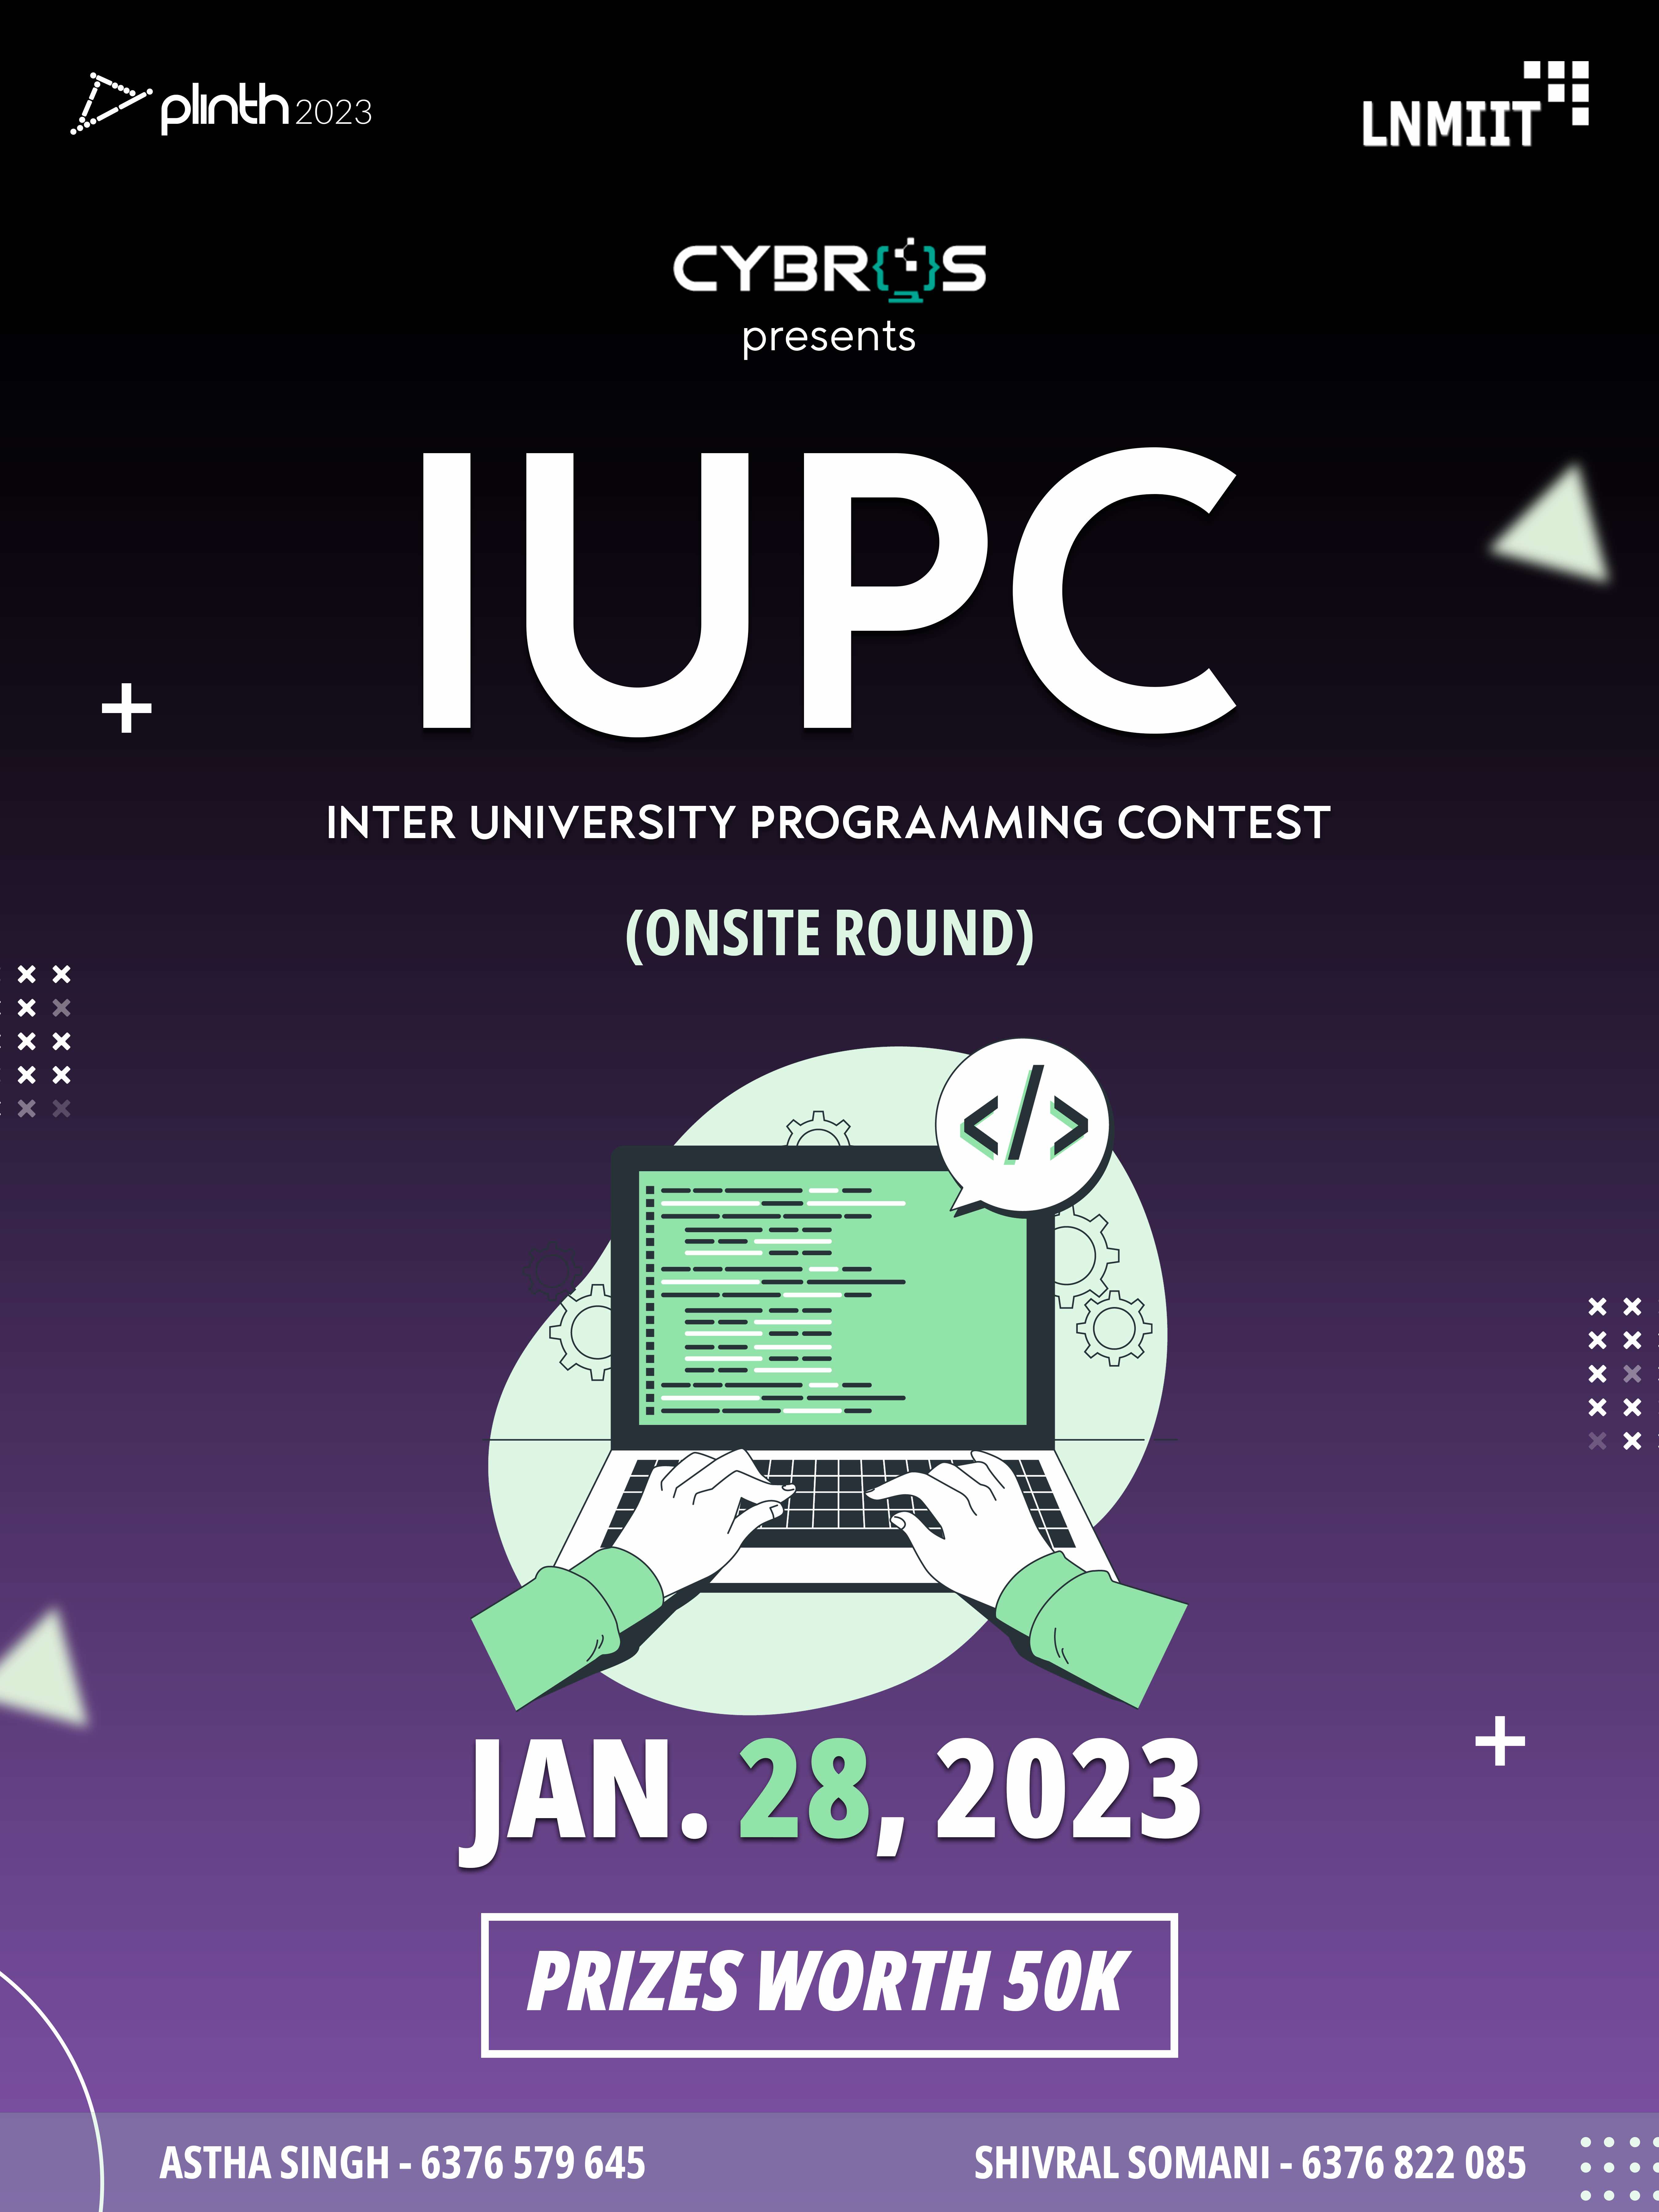 plinth 2023
LNMIIT
CYBROS
presents
IUPC
INTER UNIVERSITY PROGRAMMING CONTEST
(ONSITE ROUND)
</>
JAN. 28, 2023
PRIZES WORTH 50K
ASTHA SINGH - 6376 579 645
SHIVRAL SOMANI - 6376 822 085